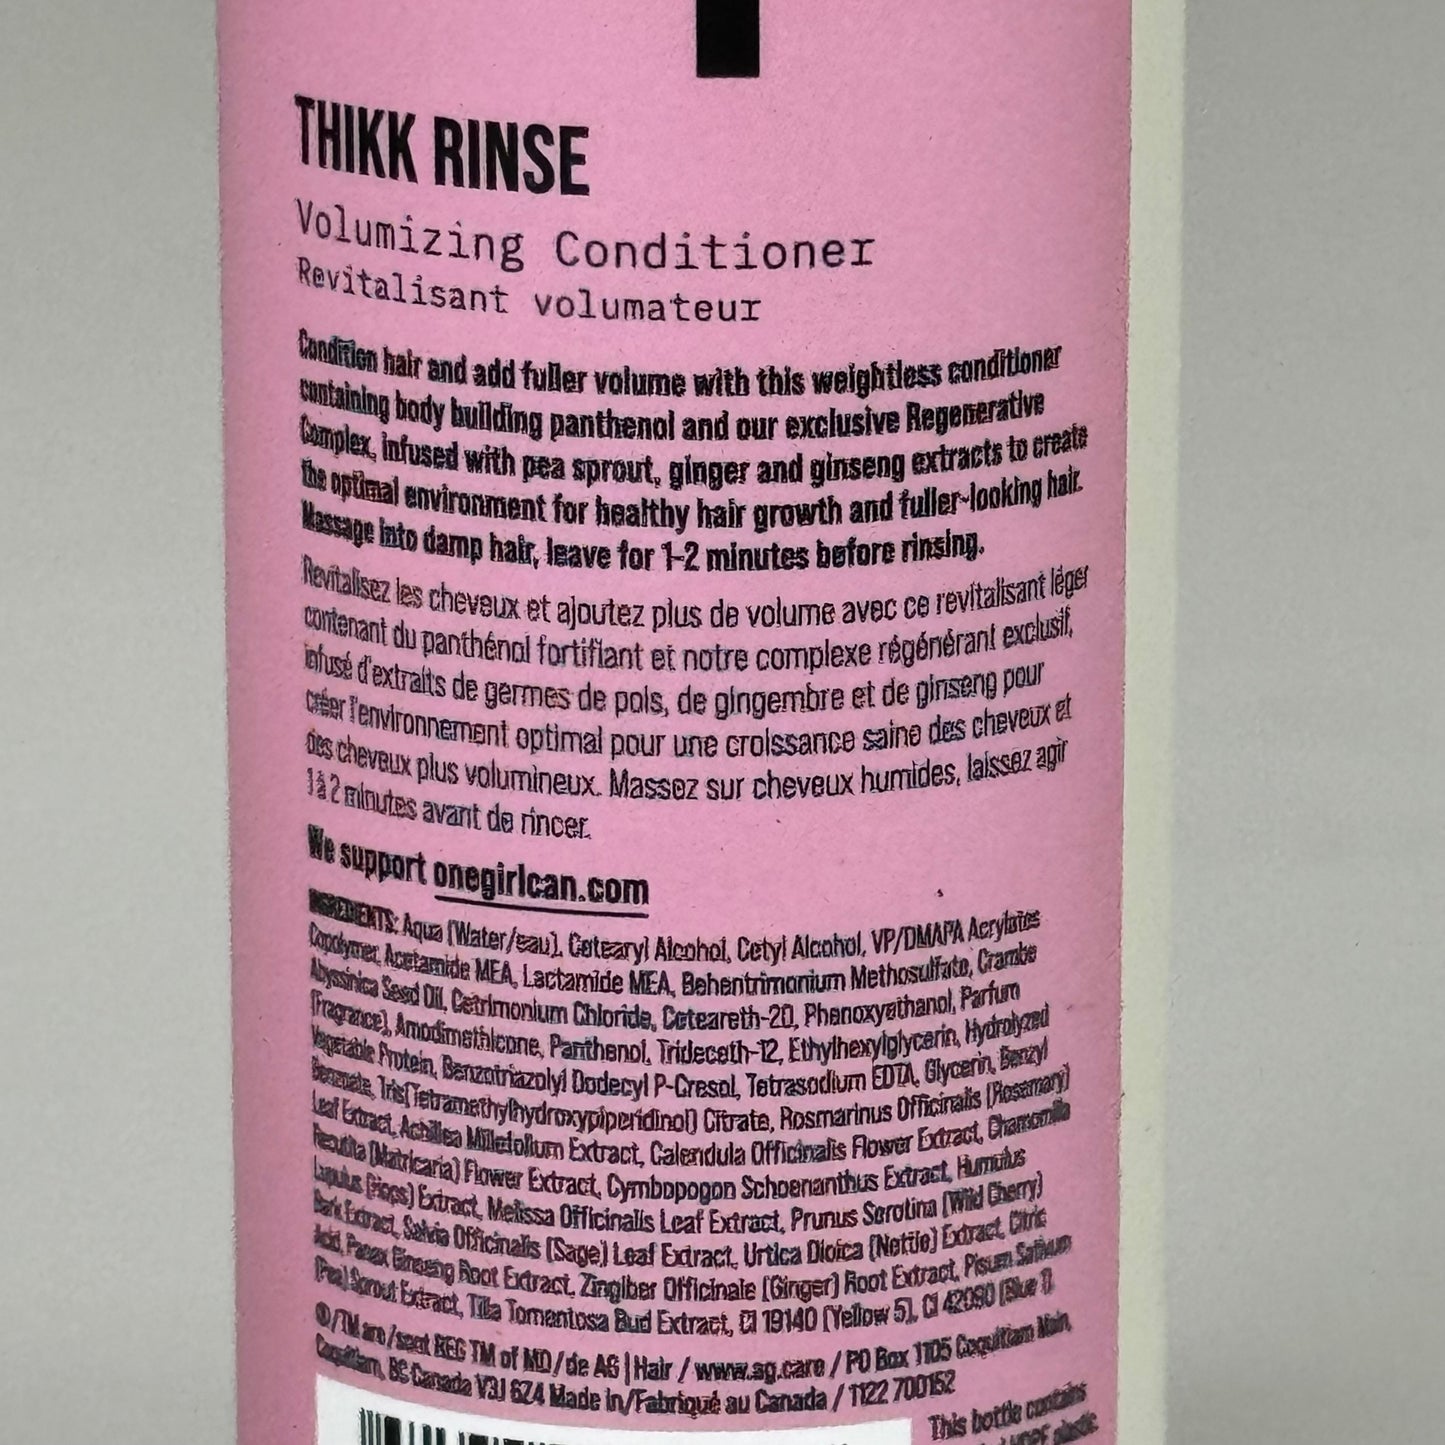 THIKK RINSE
Volumizing Conditioner
Revitalisant volumateur
Condition hair and add fuller volume with this weightless conditioner
containing body building panthenol and our exclusive Regenerative
Complex, infused with pea sprout, ginger and ginseng extracts to create
the optimal environment for healthy hair growth and fuller-looking hair.
Massage into damp hair, leave for 1-2 minutes before rinsing.
Revitalisez les cheveux et ajoutez plus de volume avec ce revitalisant léger
contenant du panthénol fortifiant et notre complexe régénérant exclusif,
infusé d'extraits de germes de pois, de gingembre et de ginseng pour
créer l'environnement optimal pour une croissance saine des cheveux et
des cheveux plus volumineux. Massez sur cheveux humides, laissez agir
1 à 2 minutes avant de rincer.
We support onegirlcan.com
INGREDIENTS: Aqua (Water/eau), Cetearyl Alcohol, Cetyl Alcohol, VP/DMAPA Acrylates
Copolymer, Acetamide MEA, Lactamide MEA, Behentrimonium Methosulfate, Crambe
Abyssinica Seed Oil, Cetrimonium Chloride, Ceteareth-20, Phenoxyethanol, Parfum
(Fragrance), Amodimethicone, Panthenol, Trideceth-12, Ethylhexylglycerin, Hydrolyzed
Vegetable Protein, Benzotriazolyl Dodecyl P-Cresol, Tetrasodium EDTA, Glycerin, Benzyl
Benzoate, Tris(Tetramethylhydroxypiperidinol) Citrate, Rosmarinus Officinalis (Rosemary)
Leaf Extract, Achillea Millefolium Extract, Calendula Officinalis Flower Extract, Chamomilla
Recutita (Matricaria) Flower Extract, Cymbopogon Schoenanthus Extract, Humulus
Lupulus (Hops) Extract, Melissa Officinalis Leaf Extract, Prunus Serotina (Wild Cherry)
Bark Extract, Salvia Officinalis (Sage) Leaf Extract, Urtica Dioica (Nettle) Extract, Citric
Acid, Panax Ginseng Root Extract, Zingiber Officinale (Ginger) Root Extract, Pisum Sativum
(Pea) Sprout Extract, Tilia Tomentosa Bud Extract, CI 19140 (Yellow 5), CI 42090 (Blue 1)
®/TM are/sont REG TM of MD/de AG | Hair / www.ag.care / PO Box 1105 Coquitlam Main,
Coquitlam, BC Canada V3J 6Z4 Made in/Fabriqué au Canada / 1122 700152
This bottle contains
plastic.